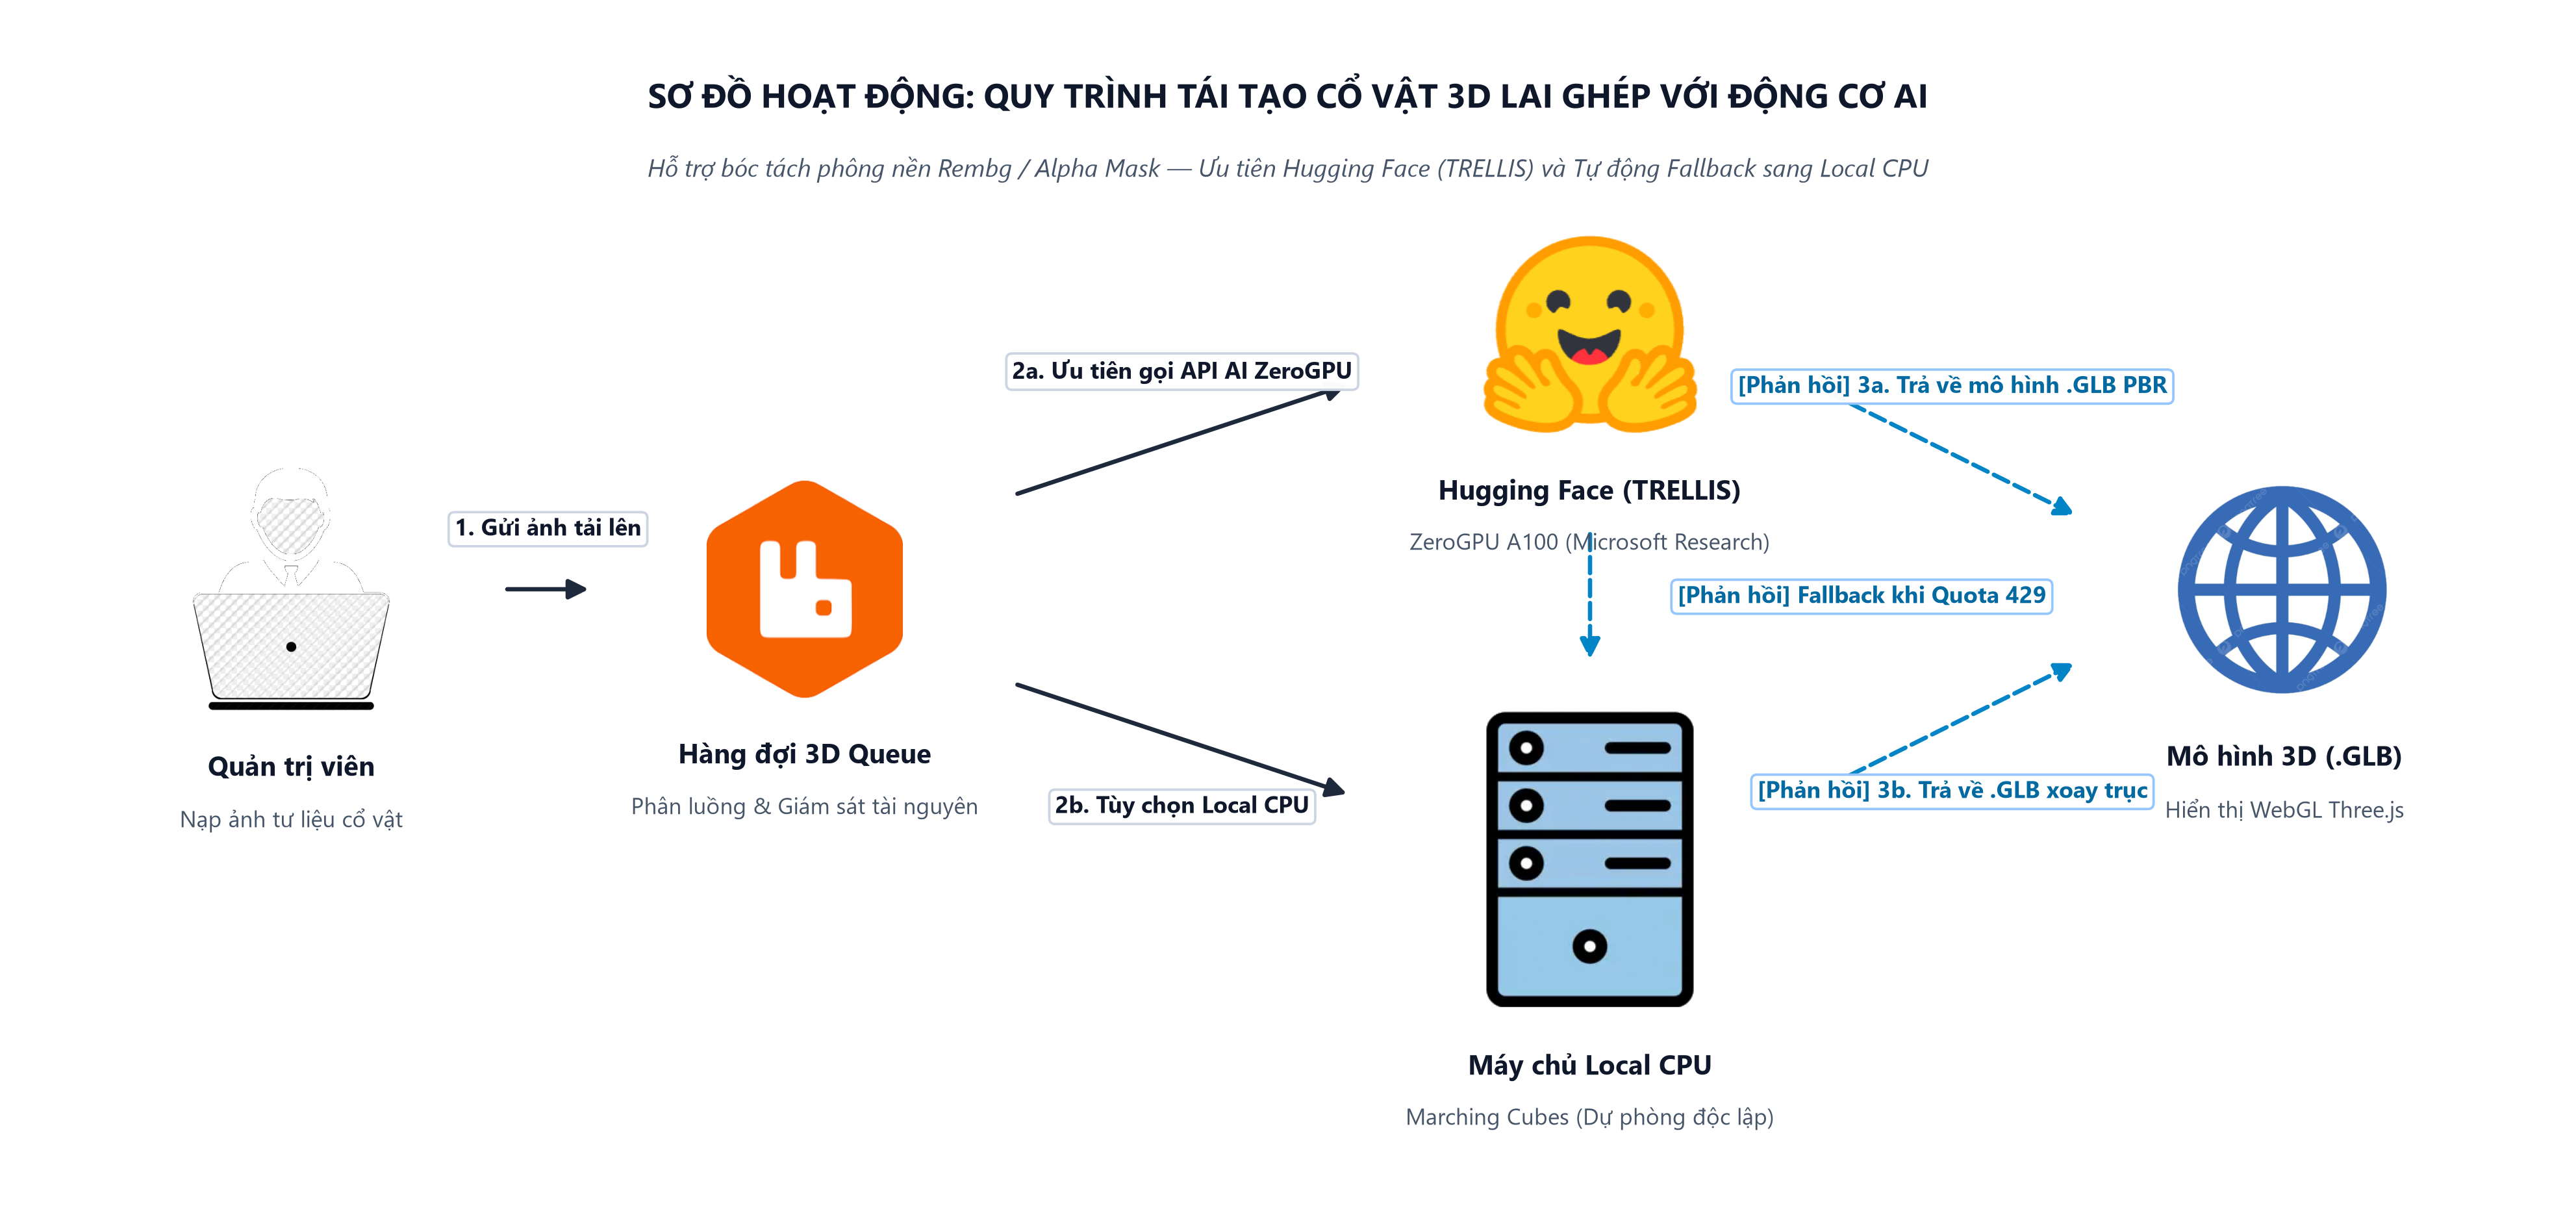 SƠ ĐỒ HOẠT ĐỘNG: QUY TRÌNH TÁI TẠO CỔ VẬT 3D LAI GHÉP VỚI ĐỘNG CƠ AI
Hỗ trợ bóc tách phông nền Rembg / Alpha Mask — Ưu tiên Hugging Face (TRELLIS) và Tự động Fallback sang Local CPU
1. Gửi ảnh tải lên
Quản trị viên
Nạp ảnh tư liệu cổ vật
Hàng đợi 3D Queue
Phân luồng & Giám sát tài nguyên
2a. Ưu tiên gọi API AI ZeroGPU
2b. Tùy chọn Local CPU
Hugging Face (TRELLIS)
ZeroGPU A100 (Microsoft Research)
[Phản hồi] Fallback khi Quota 429
Máy chủ Local CPU
Marching Cubes (Dự phòng độc lập)
[Phản hồi] 3a. Trả về mô hình .GLB PBR
[Phản hồi] 3b. Trả về .GLB xoay trục
Mô hình 3D (.GLB)
Hiển thị WebGL Three.js